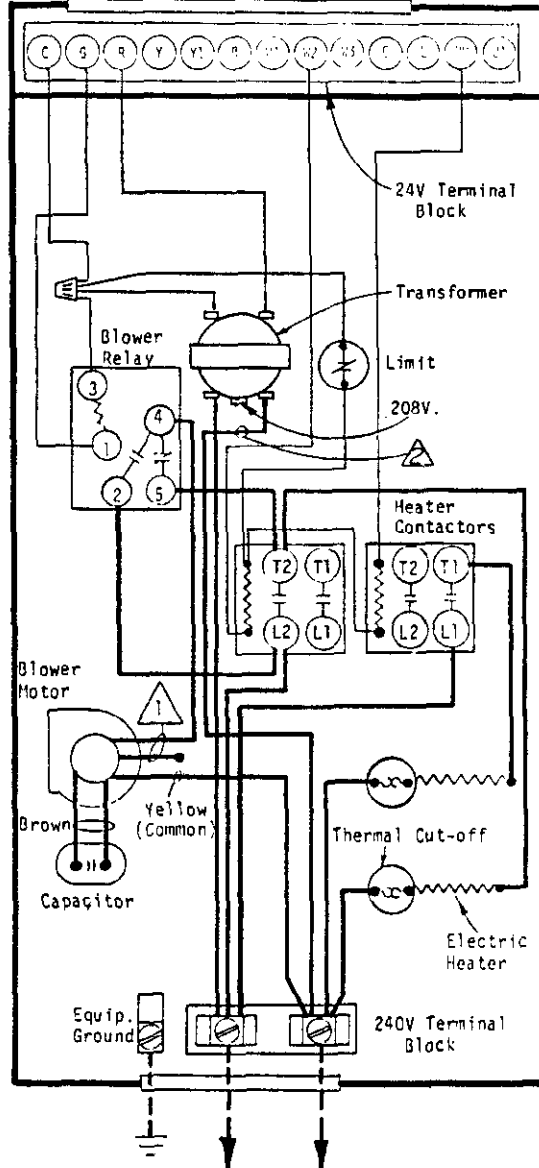 C G R Y Y1 W2 W3
24V Terminal
Block
Transformer
Blower
Relay
Limit
3
4
208V.
1
2
2
5
Heater
Contactors
T2 T1 T2 T1
L2 L1 L2 L1
Blower
Motor
1
Yellow
(Common)
Brown
Thermal Cut-off
Capaçitor
Electric
Heater
Equip.
Ground
240V Terminal
Block